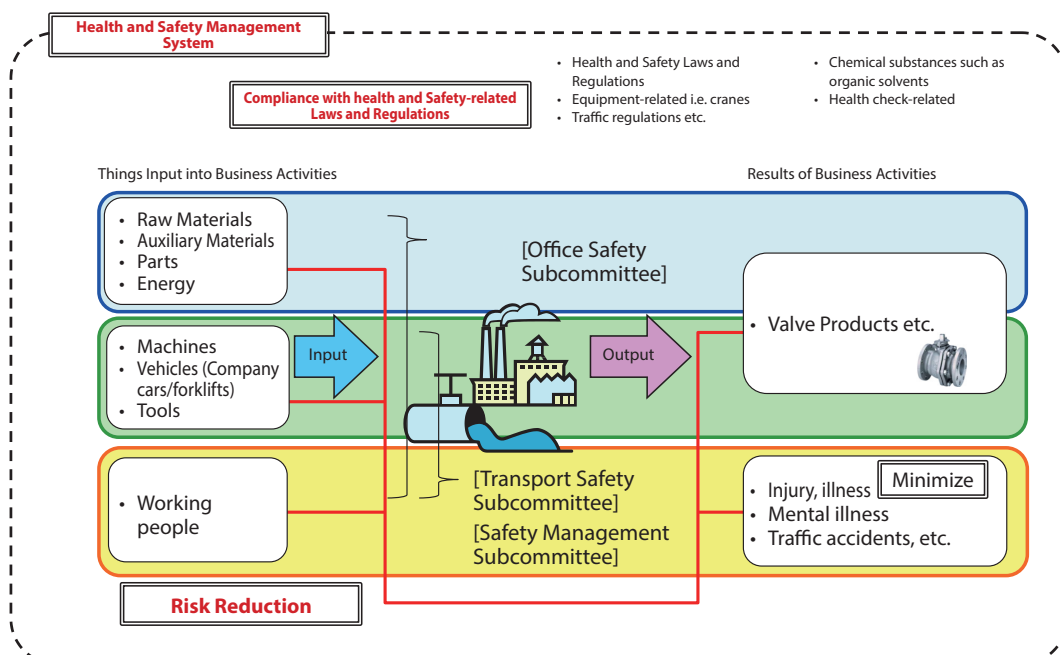 Health and Safety Management
System
Compliance with health and Safety-related
Laws and Regulations
• Health and Safety Laws and
Regulations
• Equipment-related i.e. cranes
• Traffic regulations etc.
• Chemical substances such as
organic solvents
• Health check-related
Things Input into Business Activities
Results of Business Activities
• Raw Materials
• Auxiliary Materials
• Parts
• Energy
[Office Safety
Subcommittee]
• Machines
• Vehicles (Company
cars/forklifts)
• Tools
Input
Output
• Valve Products etc.
• Working
people
[Transport Safety
Subcommittee]
[Safety Management
Subcommittee]
Minimize
• Injury, illness
• Mental illness
• Traffic accidents, etc.
Risk Reduction